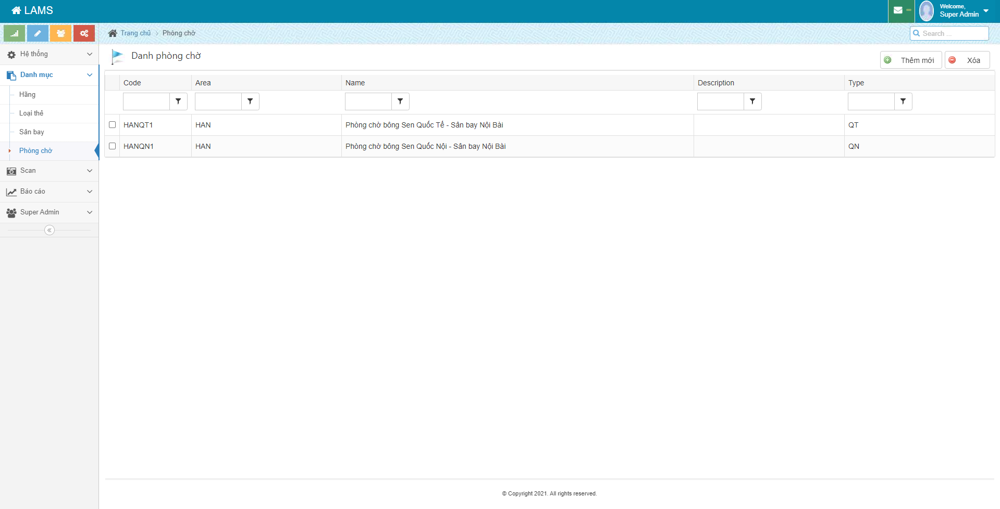 LAMS
Welcome,
Super Admin
Trang chủ
Phòng chờ
Search ...
Hệ thống
Danh mục
Hãng
Loại thẻ
Sân bay
Phòng chờ
Scan
Báo cáo
Super Admin
Danh phòng chờ
Thêm mới
Xóa
Code Area Name Description Type
HANQT1 HAN Phòng chờ bông Sen Quốc Tế - Sân bay Nội Bài QT
HANQN1 HAN Phòng chờ bông Sen Quốc Nội - Sân bay Nội Bài QN
© Copyright 2021. All rights reserved.